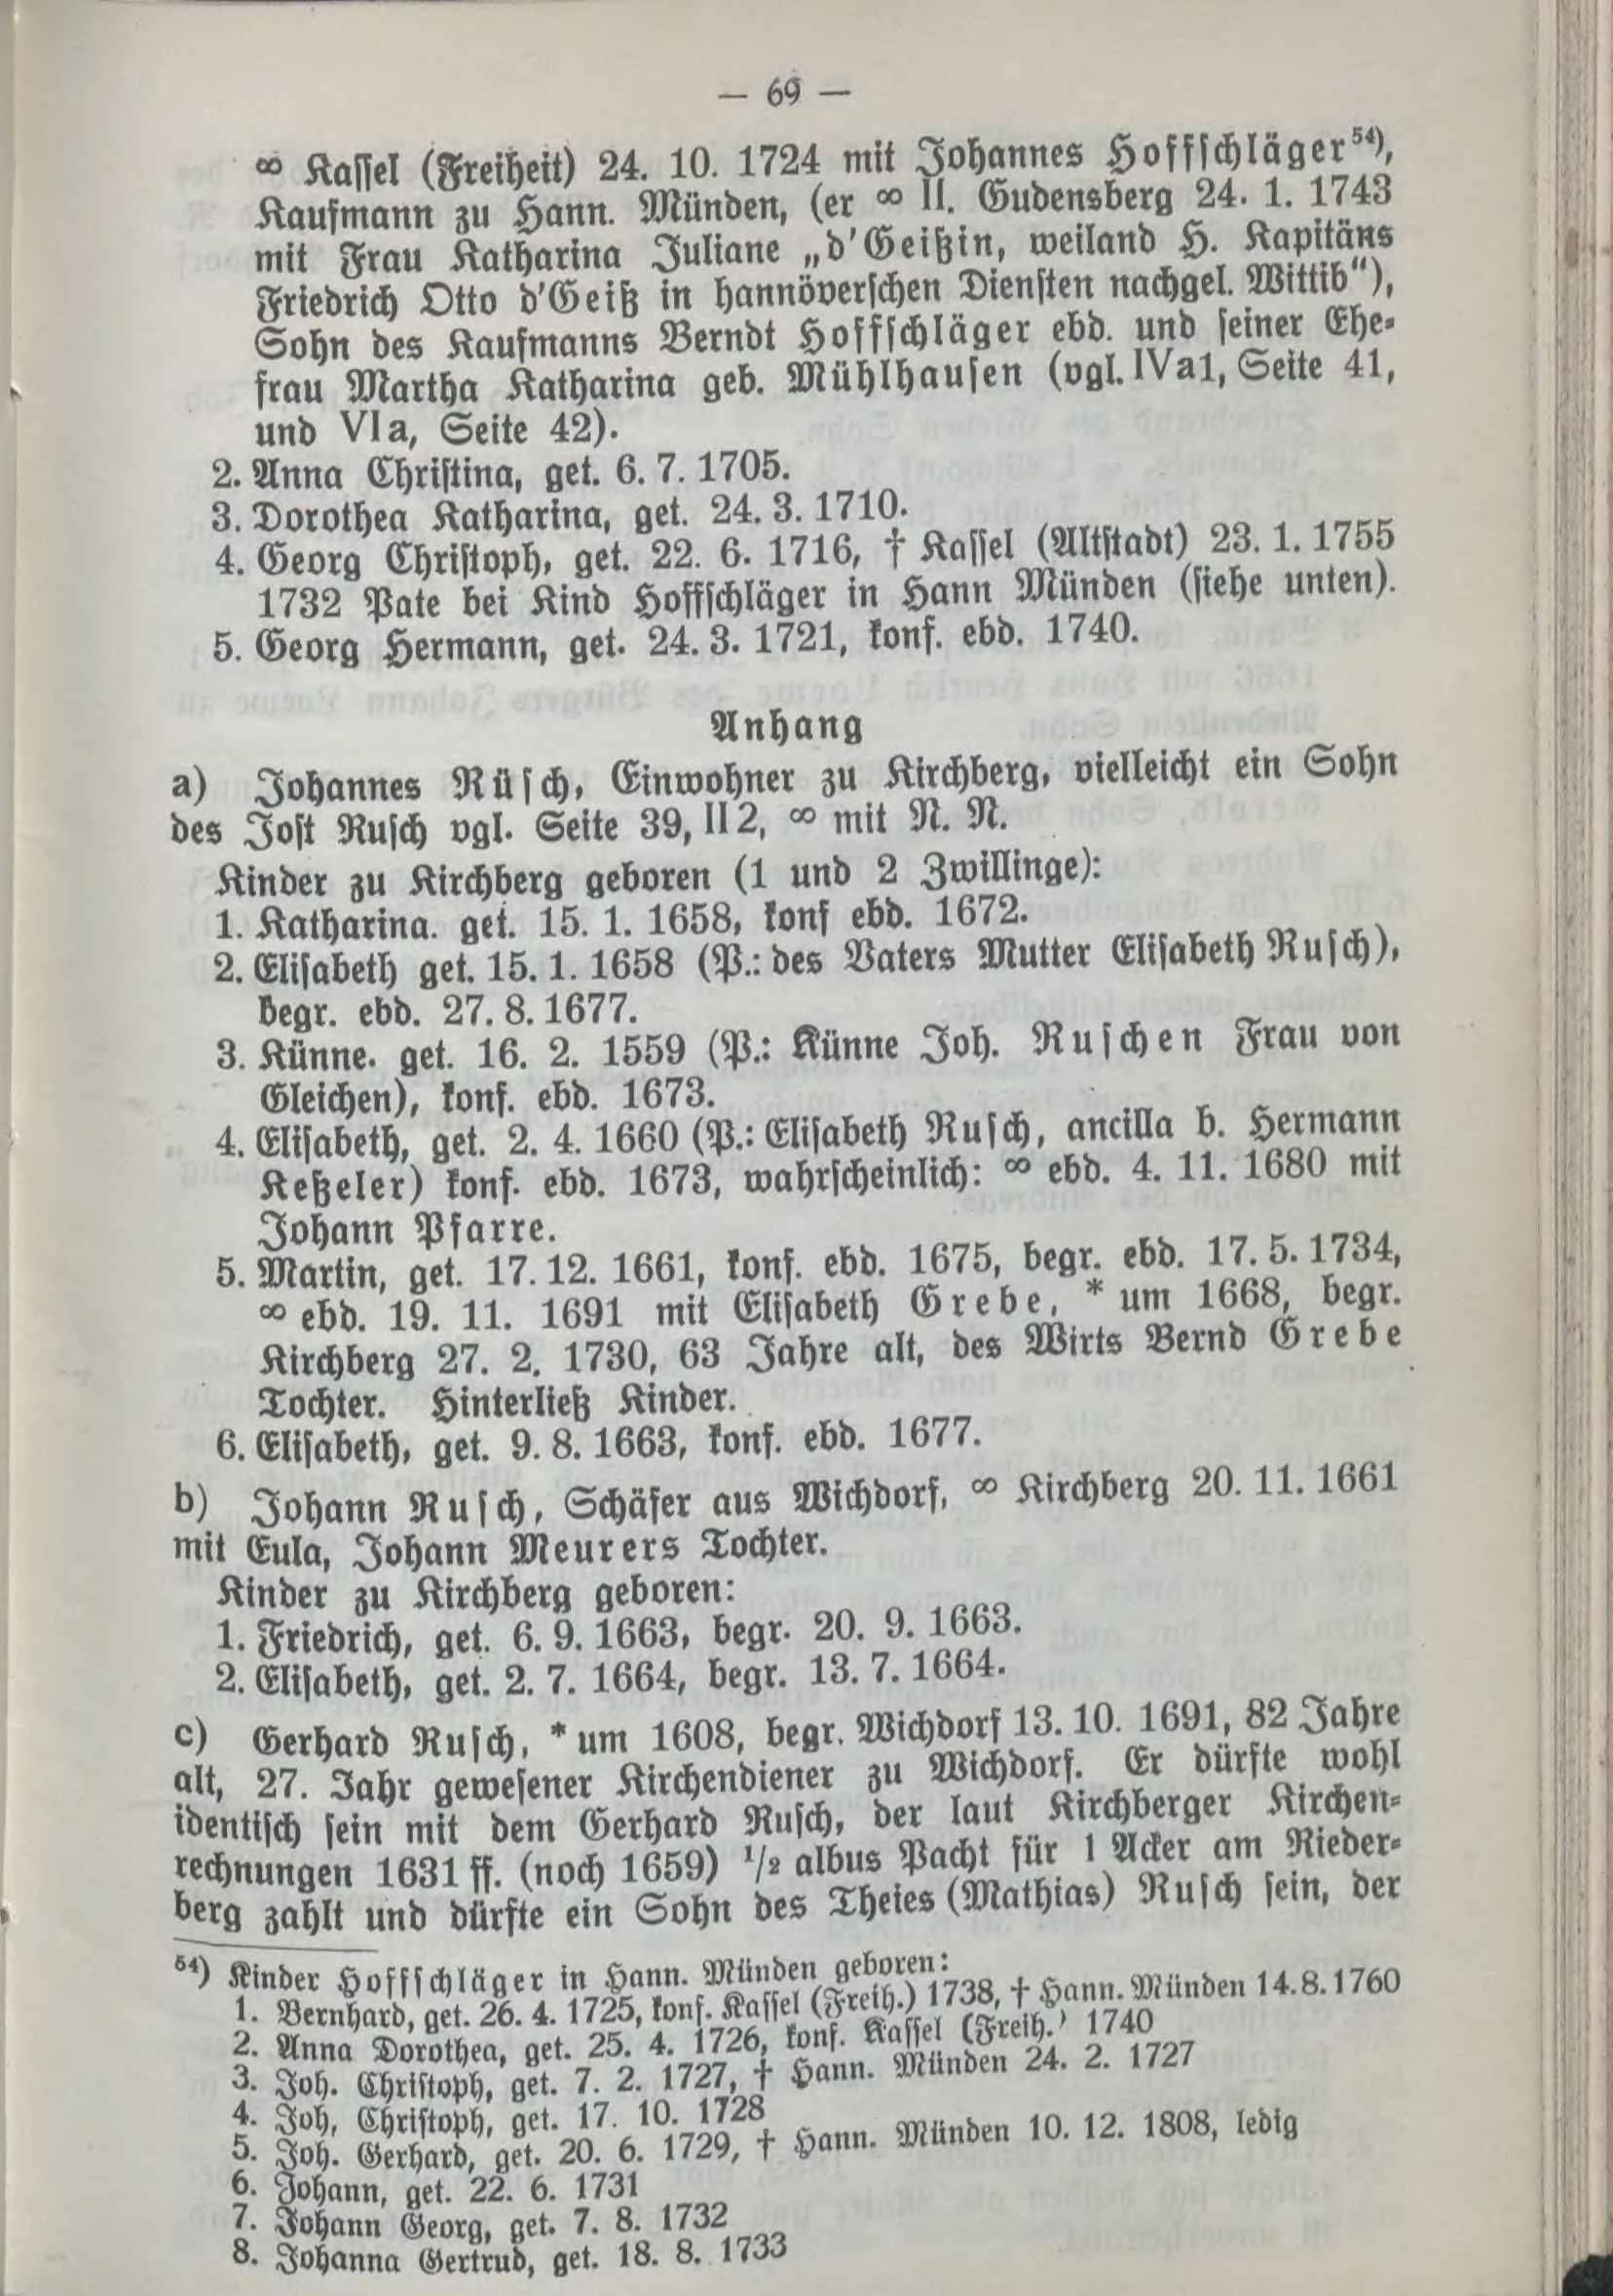 — 69 —
∞ Kassel (Freiheit) 24. 10. 1724 mit Johannes Hoffschläger⁵⁴),
Kaufmann zu Hann. Münden, (er ∞ II. Gudensberg 24. 1. 1743
mit Frau Katharina Juliane „d'Geißin, weiland H. Kapitäns
Friedrich Otto d'Geiß in hannöverschen Diensten nachgel. Wittib"),
Sohn des Kaufmanns Berndt Hoffschläger ebd. und seiner Ehe-
frau Martha Katharina geb. Mühlhausen (vgl. IVa1, Seite 41,
und VIa, Seite 42).
2. Anna Christina, get. 6. 7. 1705.
3. Dorothea Katharina, get. 24. 3. 1710.
4. Georg Christoph, get. 22. 6. 1716, † Kassel (Altstadt) 23. 1. 1755
1732 Pate bei Kind Hoffschläger in Hann Münden (siehe unten).
5. Georg Hermann, get. 24. 3. 1721, konf. ebd. 1740.
Anhang
a) Johannes Rüsch, Einwohner zu Kirchberg, vielleicht ein Sohn
des Jost Rusch vgl. Seite 39, II 2, ∞ mit N. N.
Kinder zu Kirchberg geboren (1 und 2 Zwillinge):
1. Katharina. get. 15. 1. 1658, konf ebd. 1672.
2. Elisabeth get. 15. 1. 1658 (P.: des Vaters Mutter Elisabeth Rusch),
begr. ebd. 27. 8. 1677.
3. Künne. get. 16. 2. 1559 (P.: Künne Joh. Ruschen Frau von
Gleichen), konf. ebd. 1673.
4. Elisabeth, get. 2. 4. 1660 (P.: Elisabeth Rusch, ancilla b. Hermann
Keßeler) konf. ebd. 1673, wahrscheinlich: ∞ ebd. 4. 11. 1680 mit
Johann Pfarre.
5. Martin, get. 17. 12. 1661, konf. ebd. 1675, begr. ebd. 17. 5. 1734,
∞ ebd. 19. 11. 1691 mit Elisabeth Grebe, * um 1668, begr.
Kirchberg 27. 2. 1730, 63 Jahre alt, des Wirts Bernd Grebe
Tochter. Hinterließ Kinder.
6. Elisabeth, get. 9. 8. 1663, konf. ebd. 1677.
b) Johann Rusch, Schäfer aus Wichdorf, ∞ Kirchberg 20. 11. 1661
mit Eula, Johann Meurers Tochter.
Kinder zu Kirchberg geboren:
1. Friedrich, get. 6. 9. 1663, begr. 20. 9. 1663.
2. Elisabeth, get. 2. 7. 1664, begr. 13. 7. 1664.
c) Gerhard Rusch, * um 1608, begr. Wichdorf 13. 10. 1691, 82 Jahre
alt, 27. Jahr gewesener Kirchendiener zu Wichdorf. Er dürfte wohl
identisch sein mit dem Gerhard Rusch, der laut Kirchberger Kirchen-
rechnungen 1631 ff. (noch 1659) ½ albus Pacht für 1 Acker am Rieder-
berg zahlt und dürfte ein Sohn des Theies (Mathias) Rusch sein, der
⁵⁴) Kinder Hoffschläger in Hann. Münden geboren:
1. Bernhard, get. 26. 4. 1725, konf. Kassel (Freih.) 1738, † Hann. Münden 14. 8. 1760
2. Anna Dorothea, get. 25. 4. 1726, konf. Kassel (Freih.' 1740
3. Joh. Christoph, get. 7. 2. 1727, † Hann. Münden 24. 2. 1727
4. Joh, Christoph, get. 17. 10. 1728
5. Joh. Gerhard, get. 20. 6. 1729, † Hann. Münden 10. 12. 1808, ledig
6. Johann, get. 22. 6. 1731
7. Johann Georg, get. 7. 8. 1732
8. Johanna Gertrud, get. 18. 8. 1733